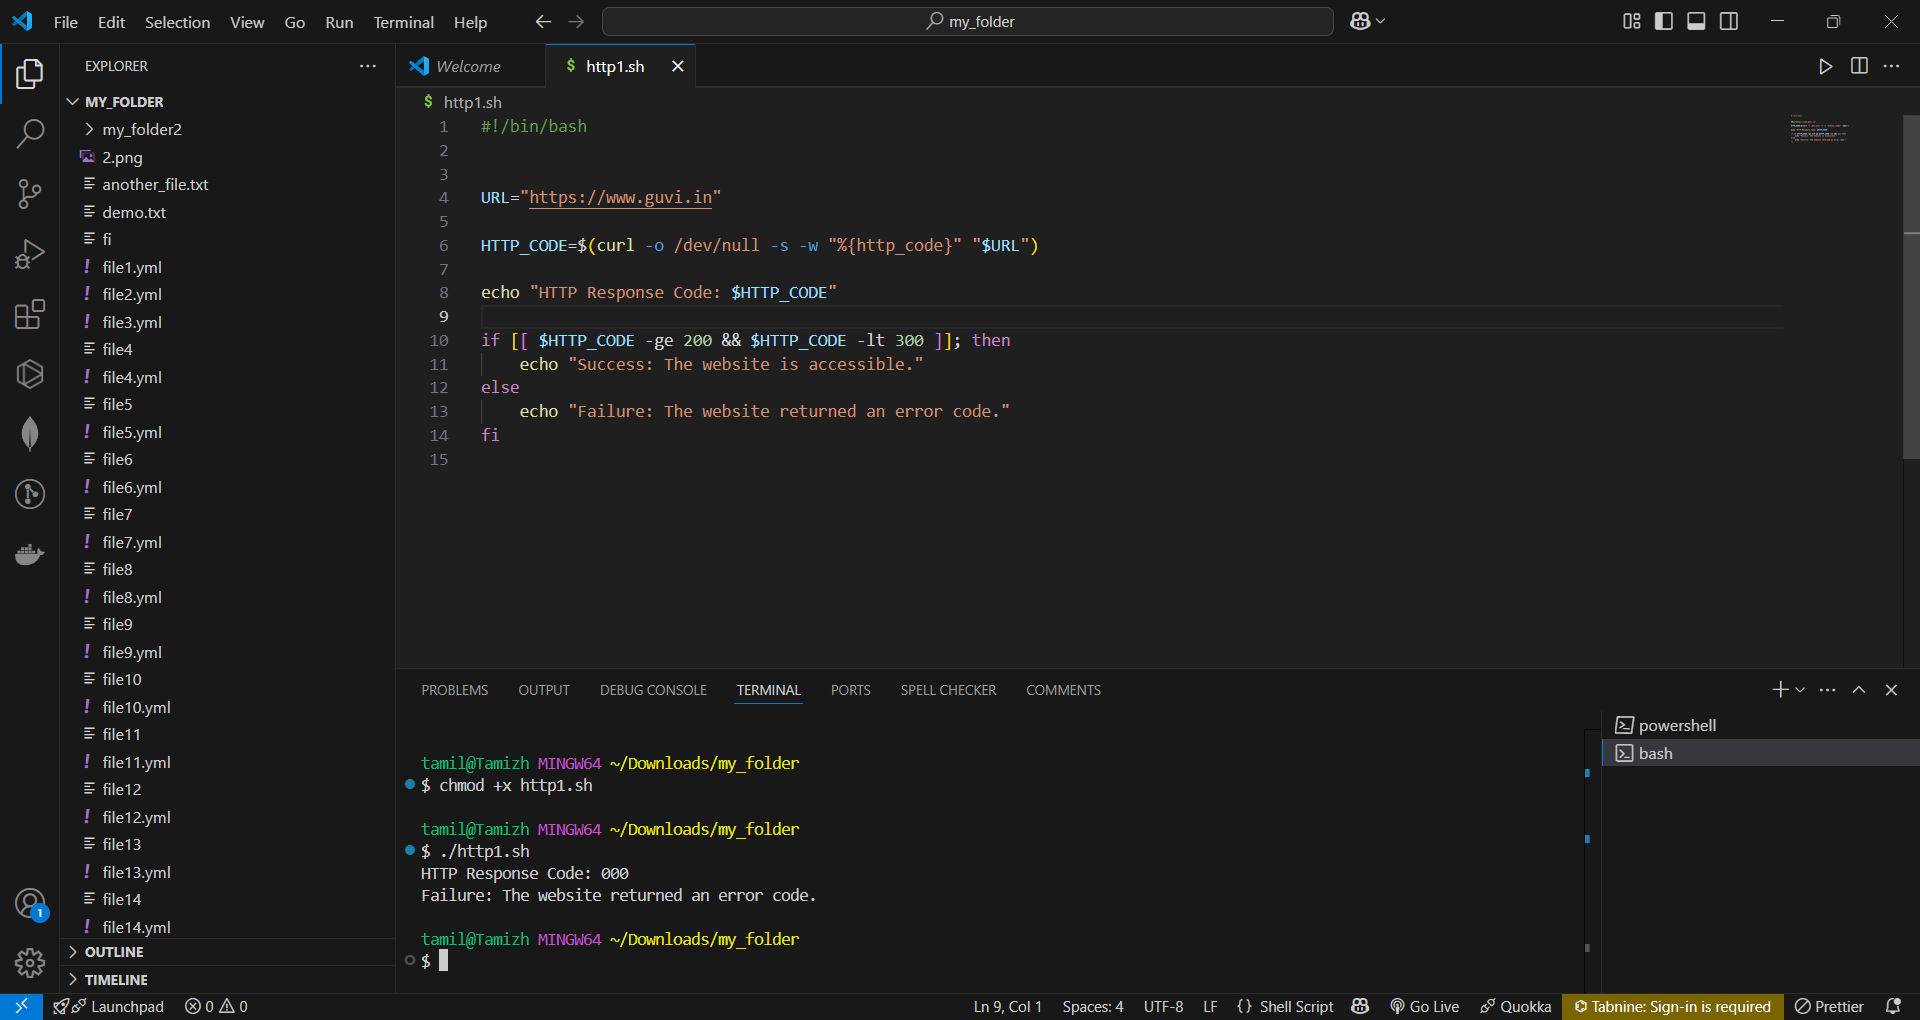 File Edit Selection View Go Run Terminal Help
my_folder
EXPLORER
MY_FOLDER
my_folder2
2.png
another_file.txt
demo.txt
fi
file1.yml
file2.yml
file3.yml
file4
file4.yml
file5
file5.yml
file6
file6.yml
file7
file7.yml
file8
file8.yml
file9
file9.yml
file10
file10.yml
file11
file11.yml
file12
file12.yml
file13
file13.yml
file14
file14.yml
OUTLINE
TIMELINE
Welcome
$ http1.sh
$ http1.sh
1 #!/bin/bash
2
3
4 URL="https://www.guvi.in"
5
6 HTTP_CODE=$(curl -o /dev/null -s -w "%{http_code}" "$URL")
7
8 echo "HTTP Response Code: $HTTP_CODE"
9
10 if [[ $HTTP_CODE -ge 200 && $HTTP_CODE -lt 300 ]]; then
11 echo "Success: The website is accessible."
12 else
13 echo "Failure: The website returned an error code."
14 fi
15
PROBLEMS OUTPUT DEBUG CONSOLE TERMINAL PORTS SPELL CHECKER COMMENTS
tamil@Tamizh MINGW64 ~/Downloads/my_folder
$ chmod +x http1.sh
tamil@Tamizh MINGW64 ~/Downloads/my_folder
$ ./http1.sh
HTTP Response Code: 000
Failure: The website returned an error code.
tamil@Tamizh MINGW64 ~/Downloads/my_folder
$
powershell
bash
1
Launchpad 0 0
Ln 9, Col 1 Spaces: 4 UTF-8 LF {} Shell Script Go Live Quokka Tabnine: Sign-in is required Prettier